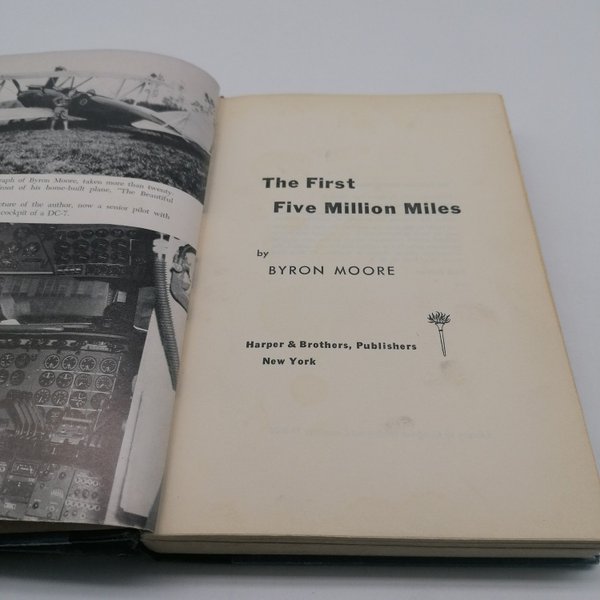 raph of Byron Moore, taken more than twenty
ront of his home-built plane, "The Beautiful
cture of the author, now a senior pilot with
cockpit of a DC-7.
The First
Five Million Miles
by
BYRON MOORE
Harper & Brothers, Publishers
New York